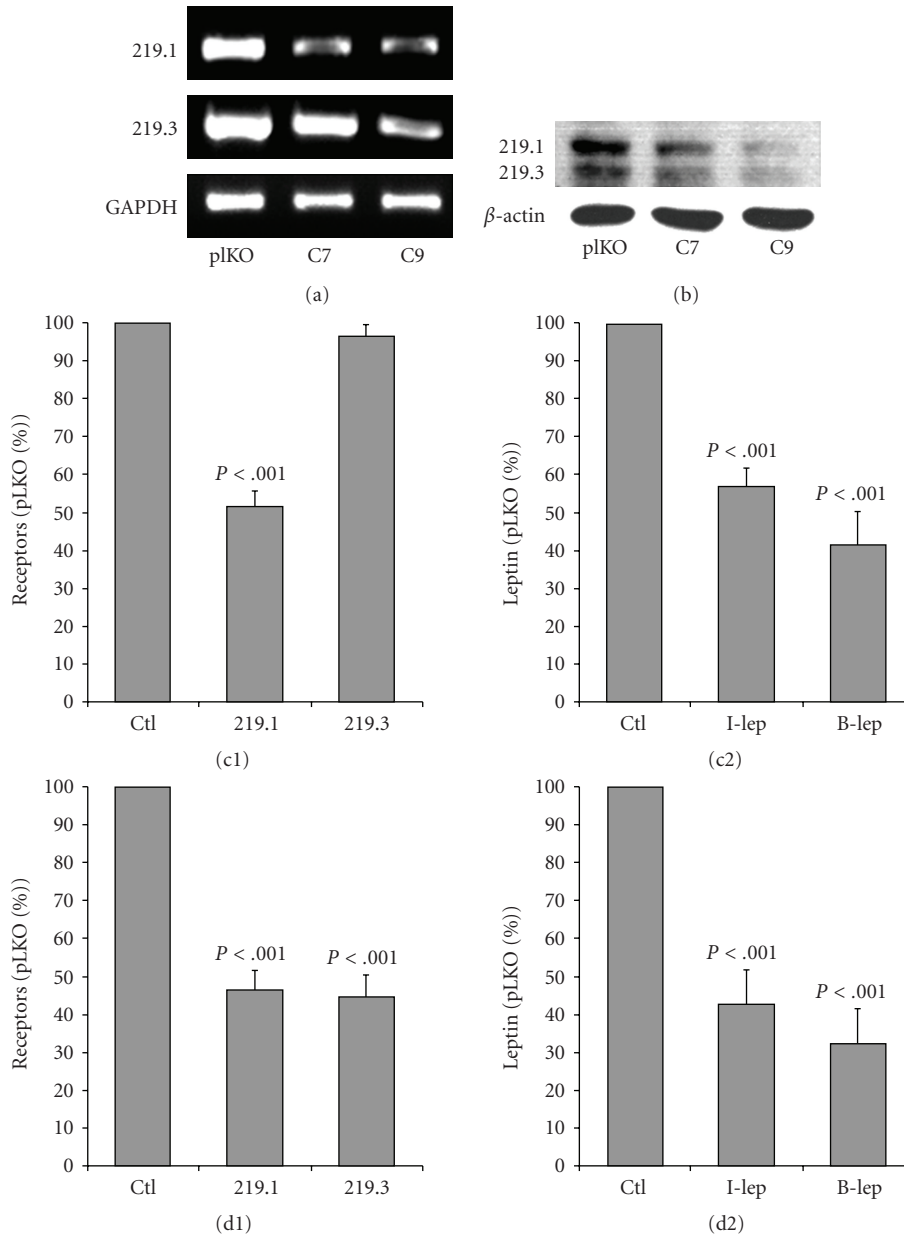 219.1
219.3
GAPDH
plKO C7 C9
(a)
219.1
219.3
β-actin
plKO C7 C9
(b)
Receptors (pLKO (%))
100
90
80
70
60
50
40
30
20
10
0
P < .001
Ctl 219.1 219.3
(c1)
Leptin (pLKO (%))
100
90
80
70
60
50
40
30
20
10
0
P < .001
P < .001
Ctl I-lep B-lep
(c2)
Receptors (pLKO (%))
100
90
80
70
60
50
40
30
20
10
0
P < .001
P < .001
Ctl 219.1 219.3
(d1)
Leptin (pLKO (%))
100
90
80
70
60
50
40
30
20
10
0
P < .001
P < .001
Ctl I-lep B-lep
(d2)